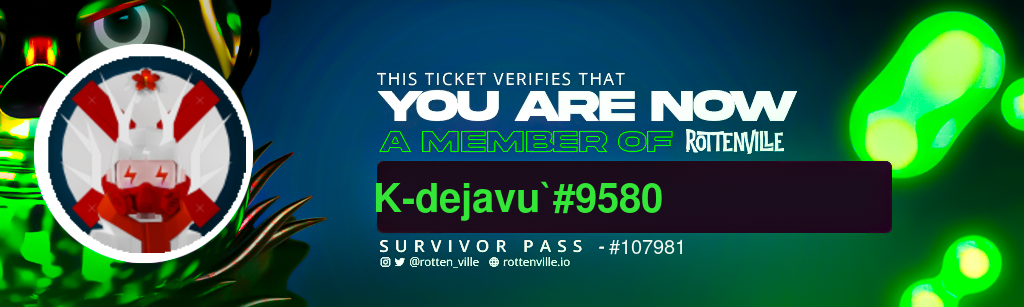 THIS TICKET VERIFIES THAT
YOU ARE NOW
A MEMBER OF ROTTENVILLE
K-dejavu`#9580
SURVIVOR PASS - #107981
@rotten_ville rottenville.io